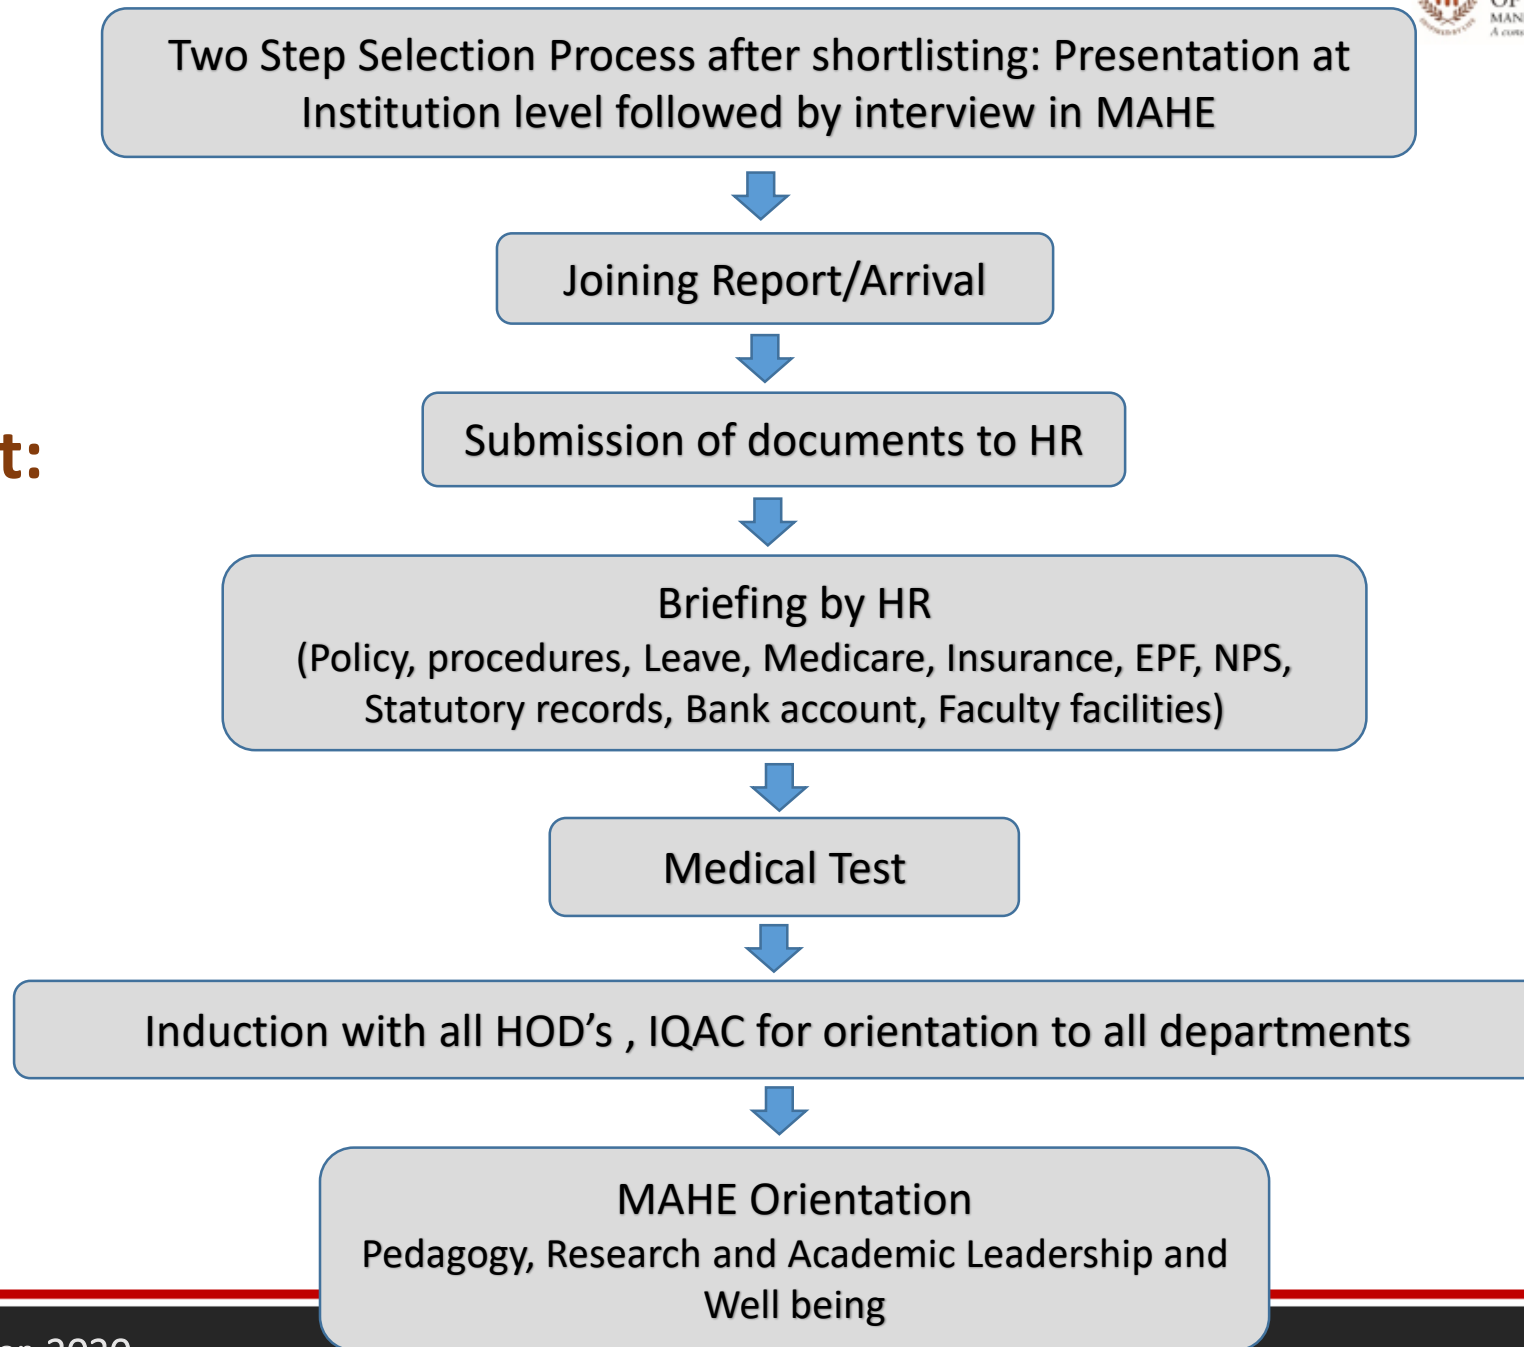 OF
MAN
Two Step Selection Process after shortlisting: Presentation at
Institution level followed by interview in MAHE
Joining Report/Arrival
t:
Submission of documents to HR
Briefing by HR
(Policy, procedures, Leave, Medicare, Insurance, EPF, NPS,
Statutory records, Bank account, Faculty facilities)
Medical Test
Induction with all HOD's , IQAC for orientation to all departments
MAHE Orientation
Pedagogy, Research and Academic Leadership and
Well being
2020